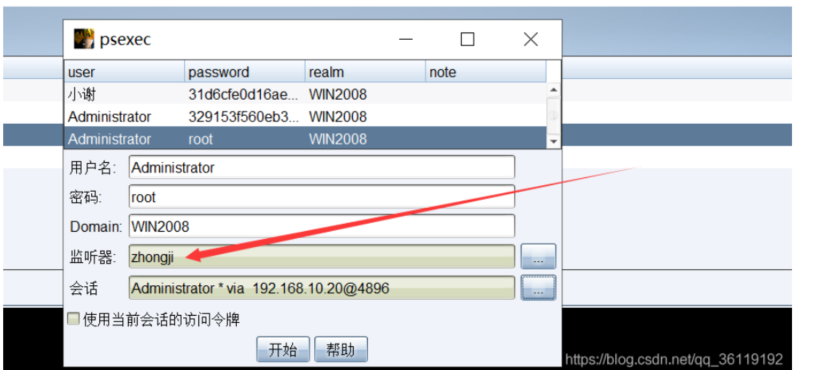 psexec
user password realm note
小谢 31d6cfe0d16ae... WIN2008
Administrator 329153f560eb3... WIN2008
Administrator root WIN2008
用户名: Administrator
密码: root
Domain: WIN2008
监听器: zhongji ...
会话 Administrator * via 192.168.10.20@4896 ...
使用当前会话的访问令牌
开始 帮助
https://blog.csdn.net/qq_36119192